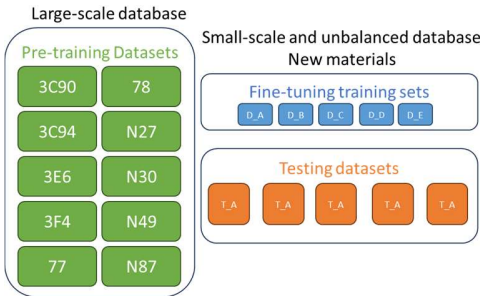 Large-scale database
Pre-training Datasets
3C90 78
3C94 N27
3E6 N30
3F4 N49
77 N87
Small-scale and unbalanced database
New materials
Fine-tuning training sets
D_A D_B D_C D_D D_E
Testing datasets
T_A T_A T_A T_A T_A